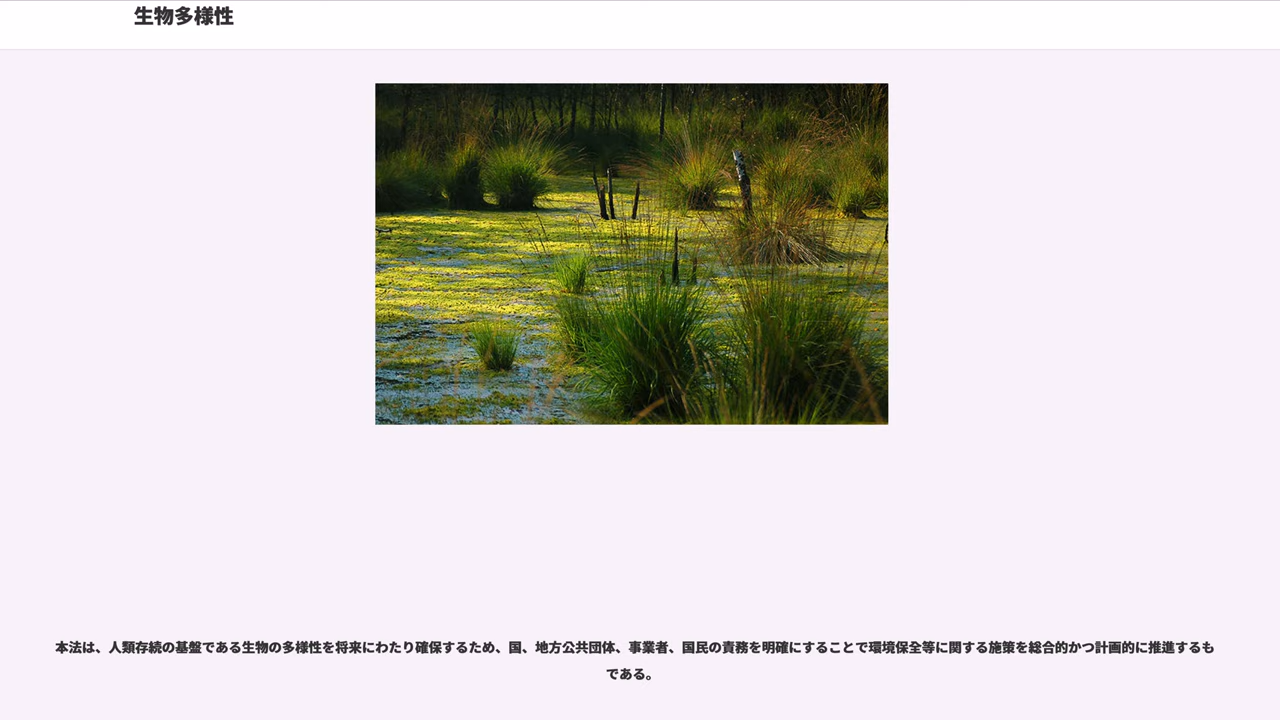 生物多様性
本法は、人類存続の基盤である生物の多様性を将来にわたり確保するため、国、地方公共団体、事業者、国民の責務を明確にすることで環境保全等に関する施策を総合的かつ計画的に推進するも
である。